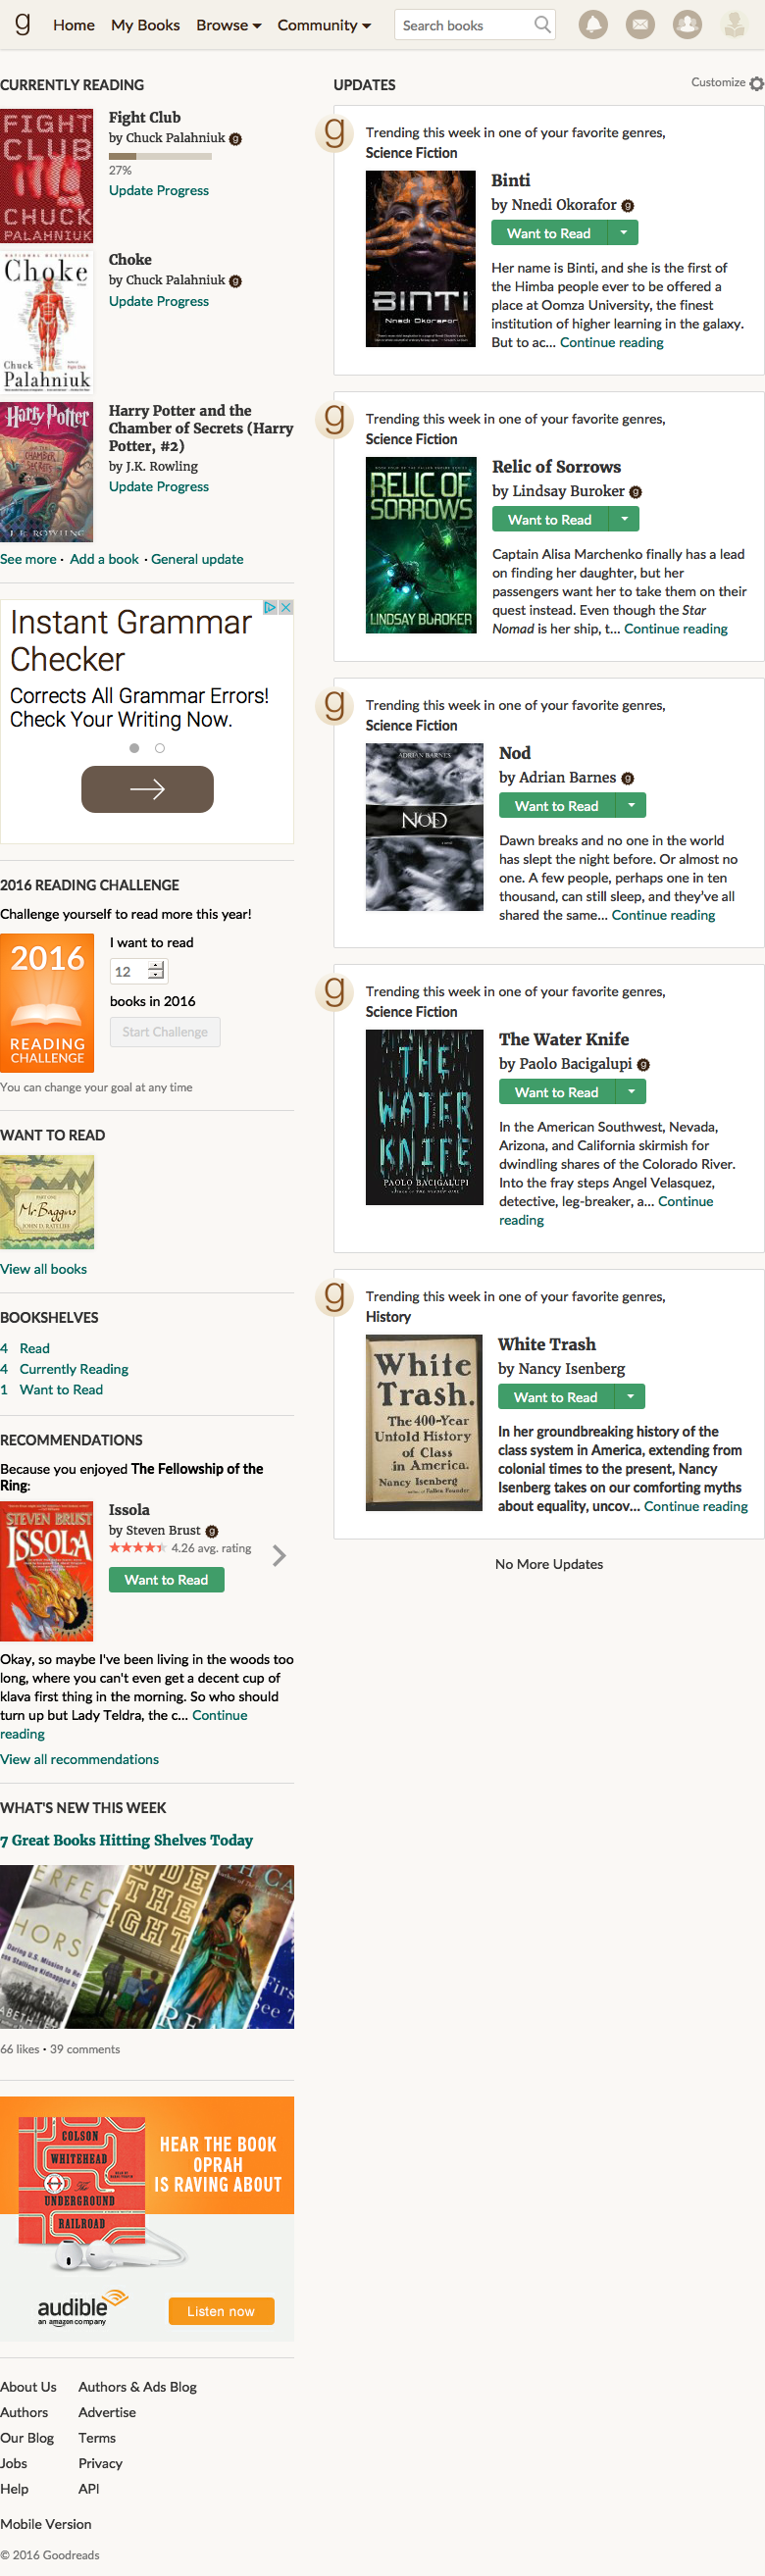 g Home My Books Browse Community Search books
CURRENTLY READING
FIGHT
CLUB
CHUCK
PALAHNIUK
Fight Club
by Chuck Palahniuk
27%
Update Progress
NATIONAL BESTSELLER
Choke
Chuck
Palahniuk
Choke
by Chuck Palahniuk
Update Progress
Harry Potter
CHAMBER
SECRETS
J.K. ROWLING
Harry Potter and the
Chamber of Secrets (Harry
Potter, #2)
by J.K. Rowling
Update Progress
See more · Add a book · General update
Instant Grammar
Checker
Corrects All Grammar Errors!
Check Your Writing Now.
2016 READING CHALLENGE
Challenge yourself to read more this year!
2016
READING
CHALLENGE
I want to read
12
books in 2016
Start Challenge
You can change your goal at any time
WANT TO READ
PART ONE
Mr Baggins
JOHN D. RATELIFF
View all books
BOOKSHELVES
4 Read
4 Currently Reading
1 Want to Read
RECOMMENDATIONS
Because you enjoyed The Fellowship of the
Ring:
STEVEN BRUST
ISSOLA
Issola
by Steven Brust
4.26 avg. rating
Want to Read
Okay, so maybe I've been living in the woods too
long, where you can't even get a decent cup of
klava first thing in the morning. So who should
turn up but Lady Teldra, the c... Continue
reading
View all recommendations
WHAT'S NEW THIS WEEK
7 Great Books Hitting Shelves Today
66 likes · 39 comments
COLSON
WHITEHEAD
The
UNDERGROUND
RAILROAD
HEAR THE BOOK
OPRAH
IS RAVING ABOUT
audible
an amazon company
Listen now
About Us Authors & Ads Blog
Authors Advertise
Our Blog Terms
Jobs Privacy
Help API
Mobile Version
© 2016 Goodreads
UPDATES
Customize
g
Trending this week in one of your favorite genres,
Science Fiction
BINTI
Nnedi Okorafor
Binti
by Nnedi Okorafor
Want to Read
Her name is Binti, and she is the first of
the Himba people ever to be offered a
place at Oomza University, the finest
institution of higher learning in the galaxy.
But to ac... Continue reading
g
Trending this week in one of your favorite genres,
Science Fiction
RELIC OF
SORROWS
LINDSAY BUROKER
Relic of Sorrows
by Lindsay Buroker
Want to Read
Captain Alisa Marchenko finally has a lead
on finding her daughter, but her
passengers want her to take them on their
quest instead. Even though the Star
Nomad is her ship, t... Continue reading
g
Trending this week in one of your favorite genres,
Science Fiction
ADRIAN BARNES
NOD
Nod
by Adrian Barnes
Want to Read
Dawn breaks and no one in the world
has slept the night before. Or almost no
one. A few people, perhaps one in ten
thousand, can still sleep, and they've all
shared the same... Continue reading
g
Trending this week in one of your favorite genres,
Science Fiction
THE
WATER
KNIFE
PAOLO BACIGALUPI
The Water Knife
by Paolo Bacigalupi
Want to Read
In the American Southwest, Nevada,
Arizona, and California skirmish for
dwindling shares of the Colorado River.
Into the fray steps Angel Velasquez,
detective, leg-breaker, a... Continue
reading
g
Trending this week in one of your favorite genres,
History
White
Trash.
The 400-Year
Untold History
of Class
in America.
Nancy Isenberg
White Trash
by Nancy Isenberg
Want to Read
In her groundbreaking history of the
class system in America, extending from
colonial times to the present, Nancy
Isenberg takes on our comforting myths
about equality, uncov... Continue reading
No More Updates